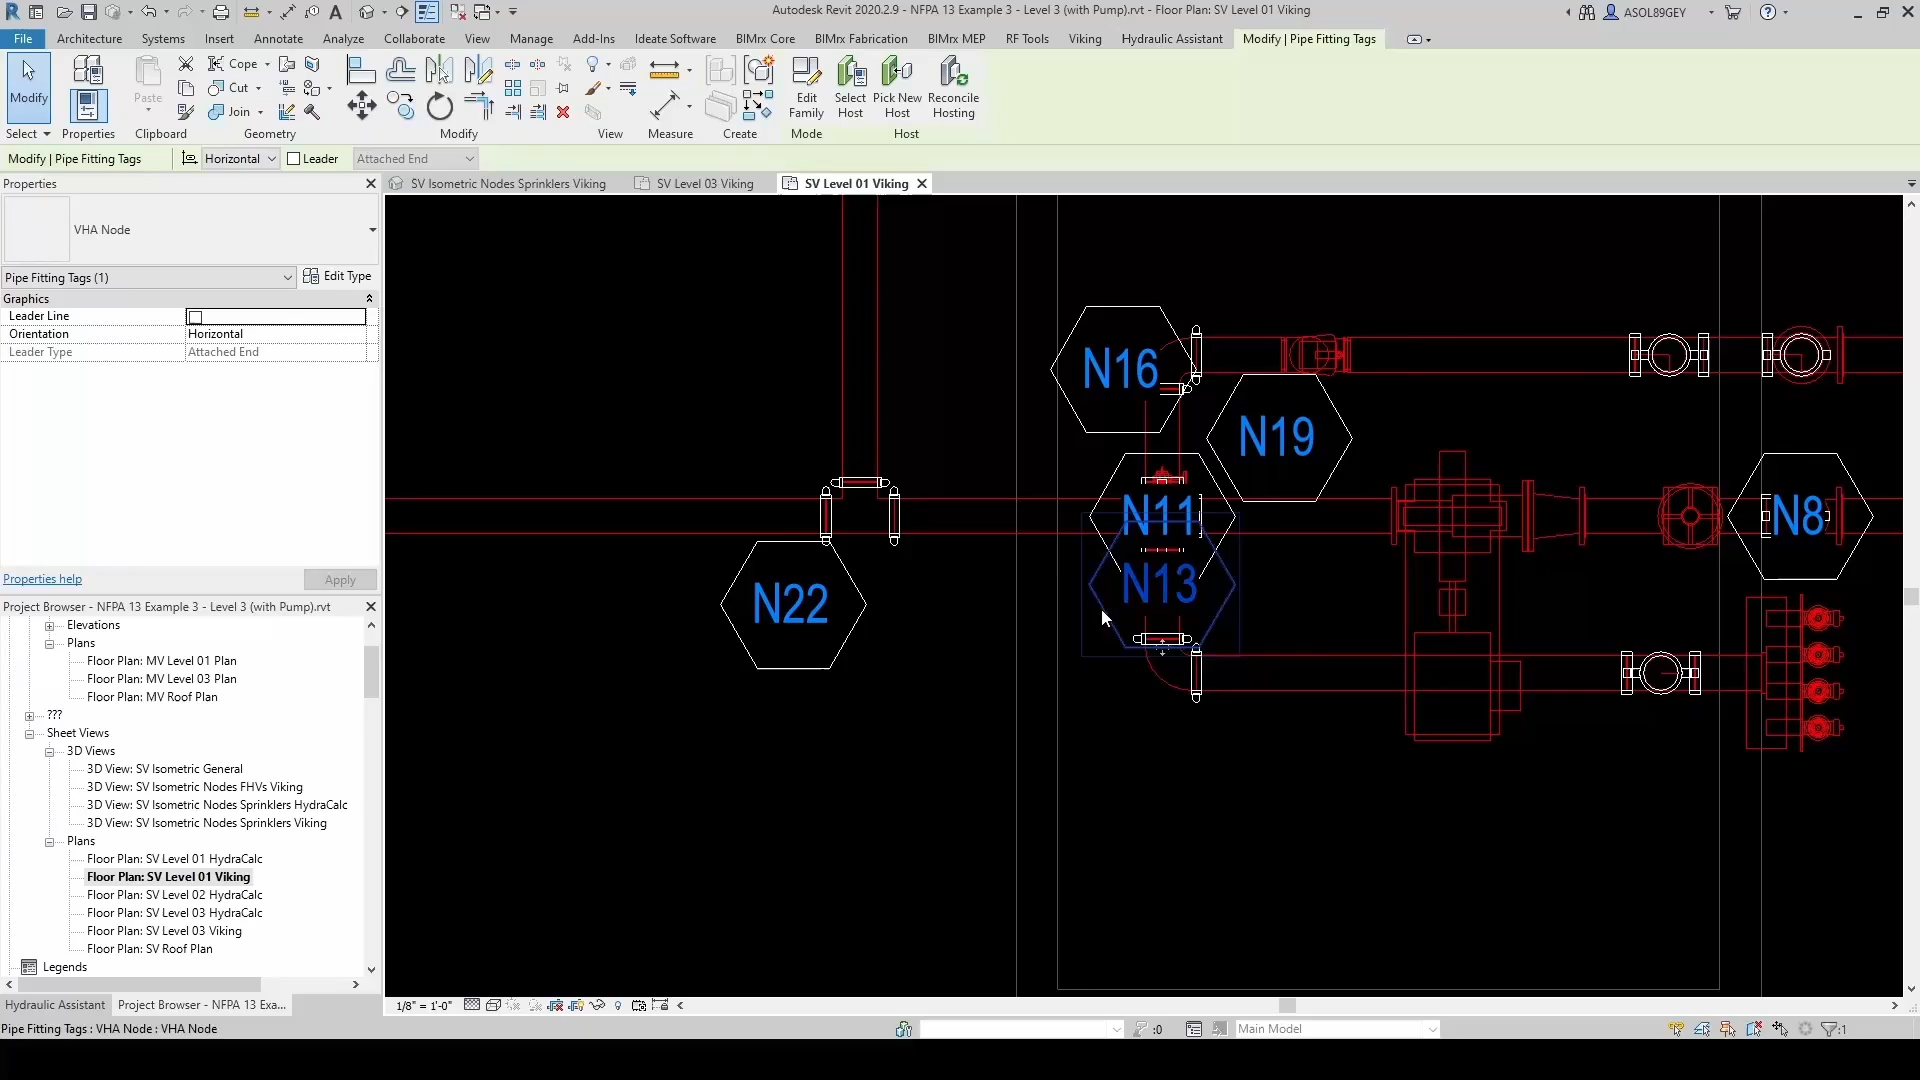 Autodesk Revit 2020.2.9 - NFPA 13 Example 3 - Level 3 (with Pump).rvt - Floor Plan: SV Level 01 Viking
ASOL89GEY
File Architecture Systems Insert Annotate Analyze Collaborate View Manage Add-Ins Ideate Software BIMrx Core BIMrx Fabrication BIMrx MEP RF Tools Viking Hydraulic Assistant Modify | Pipe Fitting Tags
Modify
Paste
Cope
Cut
Join
Edit Family
Select Host
Pick New Host
Reconcile Hosting
Select Properties Clipboard Geometry Modify View Measure Create Mode Host
Modify | Pipe Fitting Tags Horizontal Leader Attached End
Properties
SV Isometric Nodes Sprinklers Viking SV Level 03 Viking SV Level 01 Viking
VHA Node
Pipe Fitting Tags (1) Edit Type
Graphics
Leader Line
Orientation Horizontal
Leader Type Attached End
Properties help Apply
Project Browser - NFPA 13 Example 3 - Level 3 (with Pump).rvt
Elevations
Plans
Floor Plan: MV Level 01 Plan
Floor Plan: MV Level 03 Plan
Floor Plan: MV Roof Plan
???
Sheet Views
3D Views
3D View: SV Isometric General
3D View: SV Isometric Nodes FHVs Viking
3D View: SV Isometric Nodes Sprinklers HydraCalc
3D View: SV Isometric Nodes Sprinklers Viking
Plans
Floor Plan: SV Level 01 HydraCalc
Floor Plan: SV Level 01 Viking
Floor Plan: SV Level 02 HydraCalc
Floor Plan: SV Level 03 HydraCalc
Floor Plan: SV Level 03 Viking
Floor Plan: SV Roof Plan
Legends
Hydraulic Assistant Project Browser - NFPA 13 Exa...
N16
N19
N11
N8
N13
N22
1/8" = 1'-0"
Pipe Fitting Tags : VHA Node : VHA Node
:0
Main Model
:1